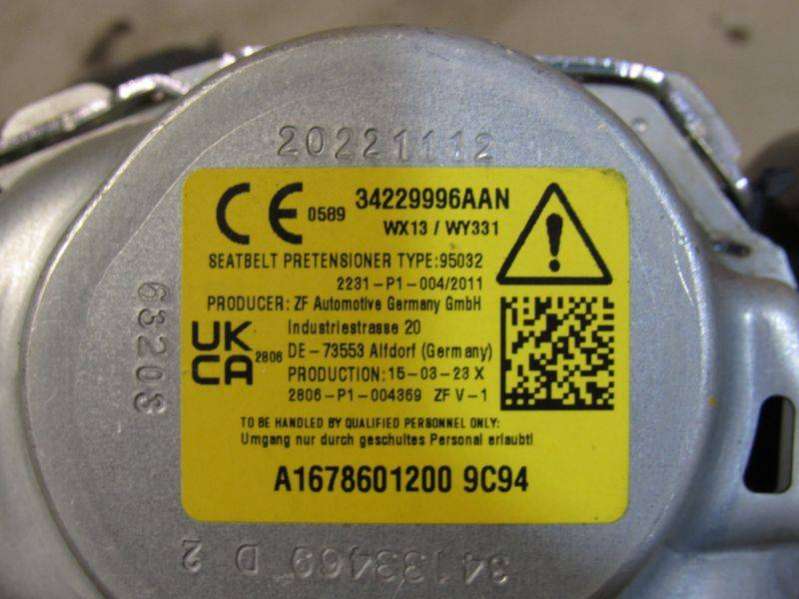 20221112
CE 0589 34229996AAN
WX13 / WY331
SEATBELT PRETENSIONER TYPE:95032
2231-P1-004/2011
PRODUCER: ZF Automotive Germany GmbH
Industriestrasse 20
UK CA 2806 DE-73553 Alfdorf (Germany)
PRODUCTION: 15-03-23 X
2806-P1-004369 ZF V-1
TO BE HANDLED BY QUALIFIED PERSONNEL ONLY:
Umgang nur durch geschultes Personal erlaubt!
A1678601200 9C94
63208
34133469 D 2